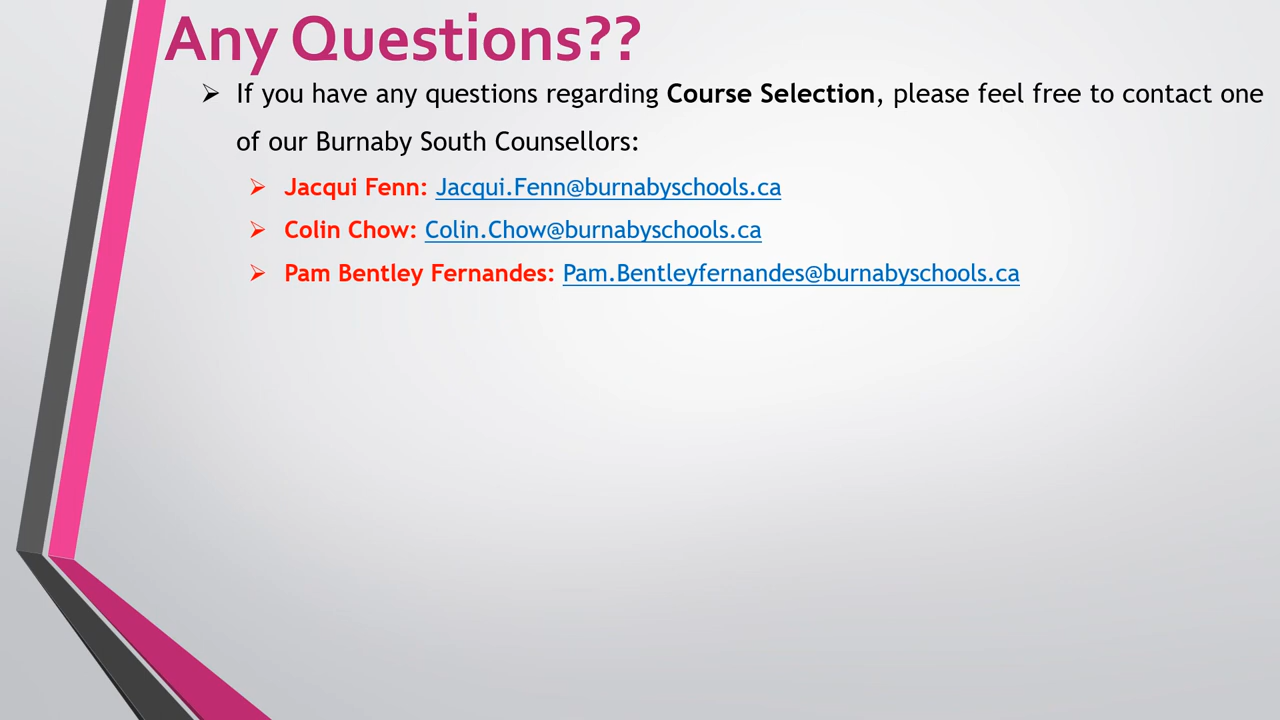 Any Questions??
If you have any questions regarding Course Selection, please feel free to contact one
of our Burnaby South Counsellors:
Jacqui Fenn: Jacqui.Fenn@burnabyschools.ca
Colin Chow: Colin.Chow@burnabyschools.ca
Pam Bentley Fernandes: Pam.Bentleyfernandes@burnabyschools.ca